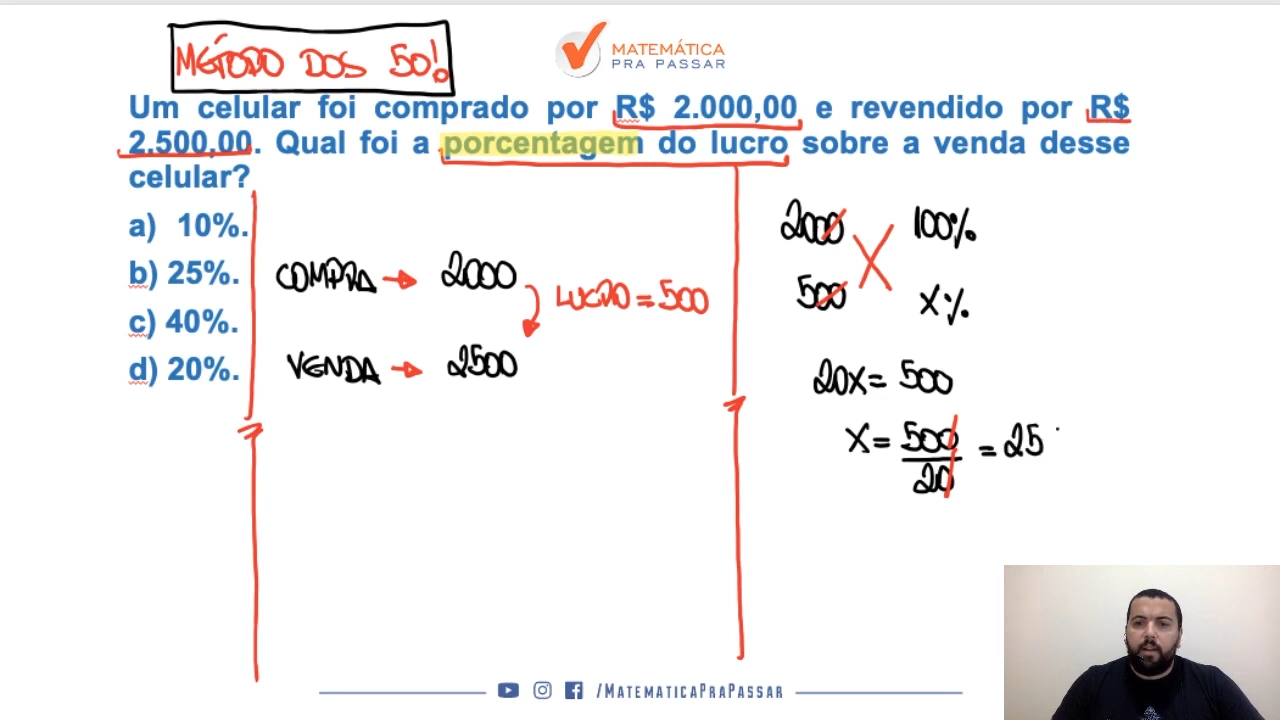 MÉTODO DOS 50!
MATEMÁTICA
PRA PASSAR
Um celular foi comprado por R$ 2.000,00 e revendido por R$
2.500,00. Qual foi a porcentagem do lucro sobre a venda desse
celular?
a) 10%.
b) 25%.
c) 40%.
d) 20%.
COMPRA → 2000
LUCRO = 500
VENDA → 2500
2000 100%
500 X%
20X = 500
X = 500
20
= 25
/MATEMATICAPRAPASSAR